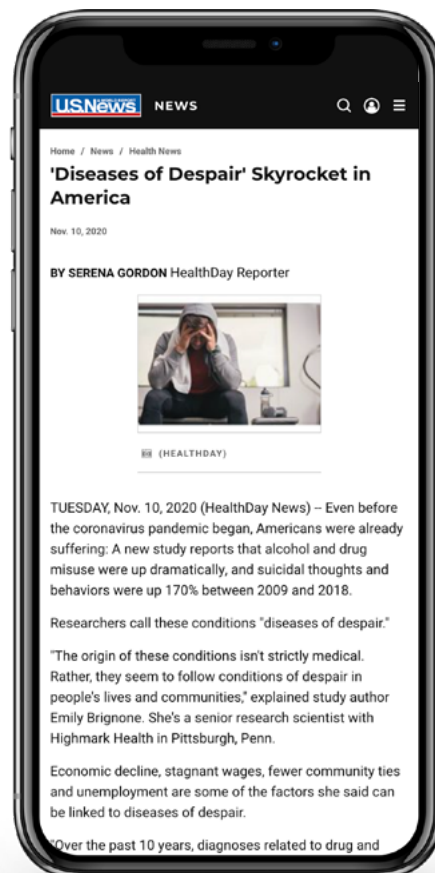 U.S.News NEWS
Home / News / Health News
'Diseases of Despair' Skyrocket in
America
Nov. 10, 2020
BY SERENA GORDON HealthDay Reporter
(HEALTHDAY)
TUESDAY, Nov. 10, 2020 (HealthDay News) -- Even before
the coronavirus pandemic began, Americans were already
suffering: A new study reports that alcohol and drug
misuse were up dramatically, and suicidal thoughts and
behaviors were up 170% between 2009 and 2018.
Researchers call these conditions "diseases of despair."
"The origin of these conditions isn't strictly medical.
Rather, they seem to follow conditions of despair in
people's lives and communities," explained study author
Emily Brignone. She's a senior research scientist with
Highmark Health in Pittsburgh, Penn.
Economic decline, stagnant wages, fewer community ties
and unemployment are some of the factors she said can
be linked to diseases of despair.
"Over the past 10 years, diagnoses related to drug and